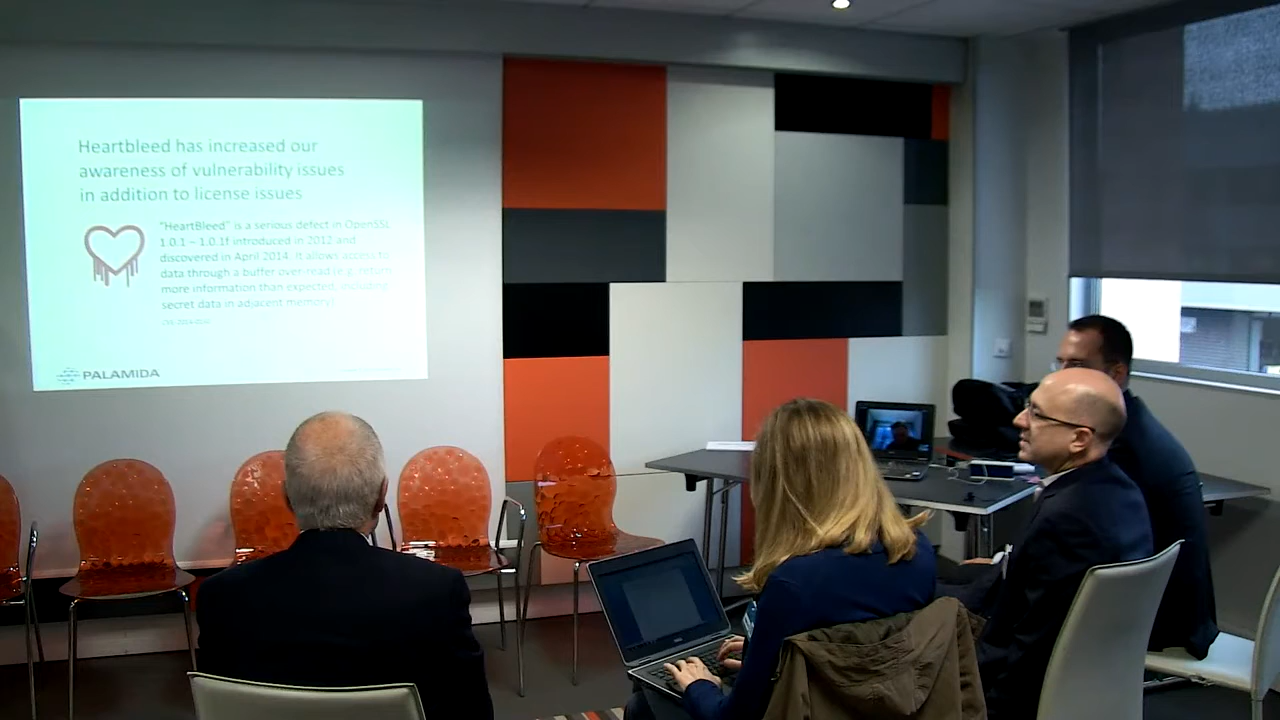 Heartbleed has increased our
awareness of vulnerability issues
in addition to license issues
"HeartBleed" is a serious defect in OpenSSL
1.0.1 – 1.0.1f introduced in 2012 and
discovered in April 2014. It allows access to
data through a buffer over-read (e.g. return
more information than expected, including
secret data in adjacent memory)
PALAMIDA